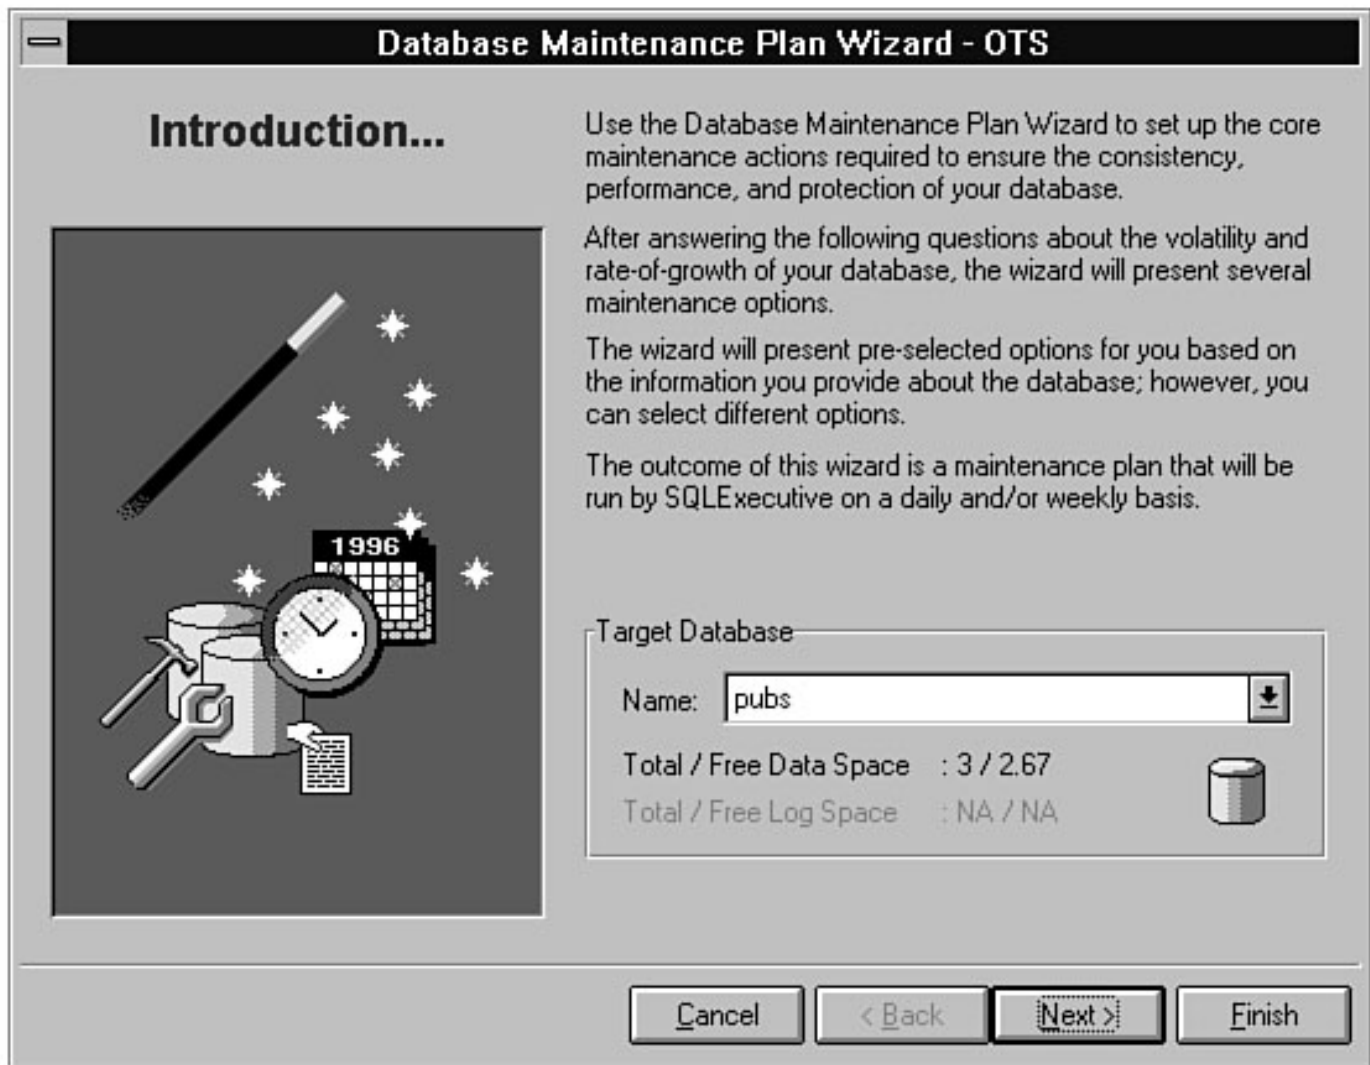 Database Maintenance Plan Wizard - OTS
Introduction...
Use the Database Maintenance Plan Wizard to set up the core
maintenance actions required to ensure the consistency,
performance, and protection of your database.
After answering the following questions about the volatility and
rate-of-growth of your database, the wizard will present several
maintenance options.
The wizard will present pre-selected options for you based on
the information you provide about the database; however, you
can select different options.
The outcome of this wizard is a maintenance plan that will be
run by SQLExecutive on a daily and/or weekly basis.
1996
Target Database
Name: pubs
Total / Free Data Space : 3 / 2.67
Total / Free Log Space : NA / NA
Cancel < Back Next > Finish